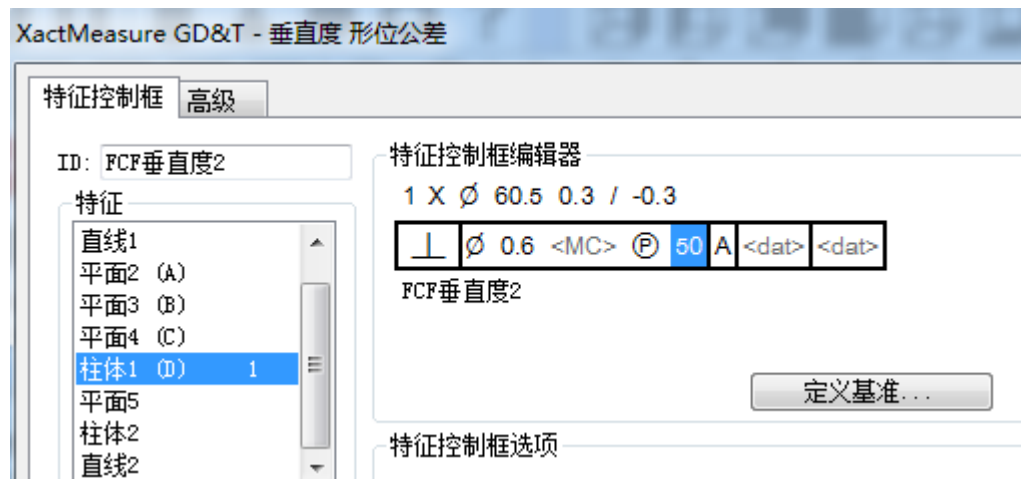 XactMeasure GD&T - 垂直度 形位公差
特征控制框 高级
ID: FCF垂直度2
特征
直线1
平面2 (A)
平面3 (B)
平面4 (C)
柱体1 (D) 1
平面5
柱体2
直线2
特征控制框编辑器
1 X Ø 60.5 0.3 / -0.3
⊥ Ø 0.6 <MC> Ⓟ 50 A <dat> <dat>
FCF垂直度2
定义基准...
特征控制框选项